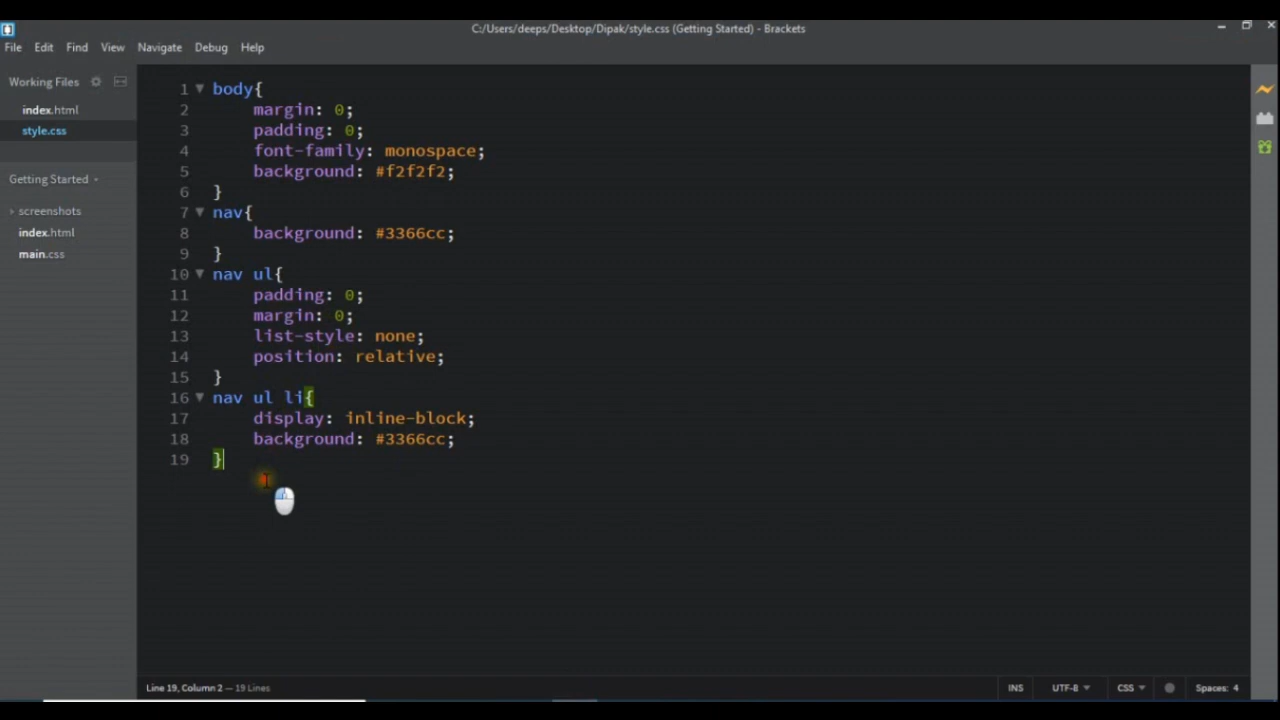 C:/Users/deeps/Desktop/Dipak/style.css (Getting Started) - Brackets
File Edit Find View Navigate Debug Help
Working Files
index.html
style.css
Getting Started
screenshots
index.html
main.css
1 body{
2 margin: 0;
3 padding: 0;
4 font-family: monospace;
5 background: #f2f2f2;
6 }
7 nav{
8 background: #3366cc;
9 }
10 nav ul{
11 padding: 0;
12 margin: 0;
13 list-style: none;
14 position: relative;
15 }
16 nav ul li{
17 display: inline-block;
18 background: #3366cc;
19 }
Line 19, Column 2 — 19 Lines
INS UTF-8 CSS Spaces: 4